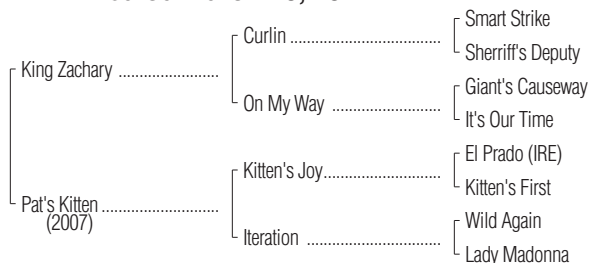 Smart Strike
Curlin
Sheriff's Deputy
King Zachary
Giant's Causeway
On My Way
It's Our Time
El Prado (IRE)
Kitten's Joy
Kitten's First
Pat's Kitten
(2007)
Wild Again
Iteration
Lady Madonna